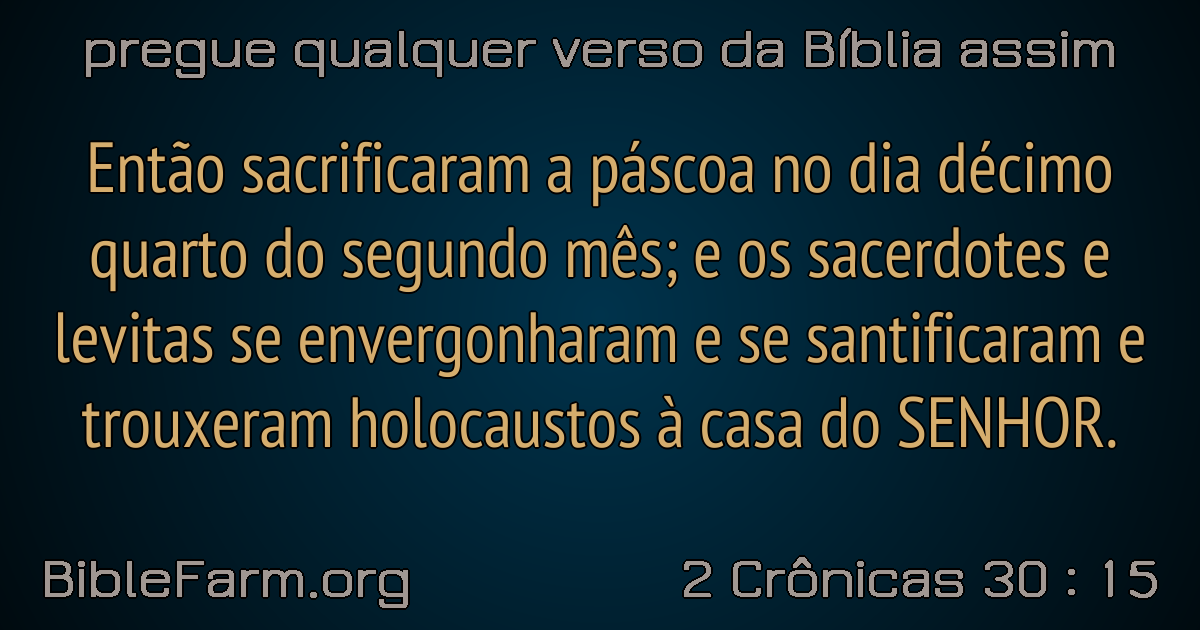 pregue qualquer verso da Bíblia assim
Então sacrificaram a páscoa no dia décimo
quarto do segundo mês; e os sacerdotes e
levitas se envergonharam e se santificaram e
trouxeram holocaustos à casa do SENHOR.
BibleFarm.org
2 Crônicas 30 : 15